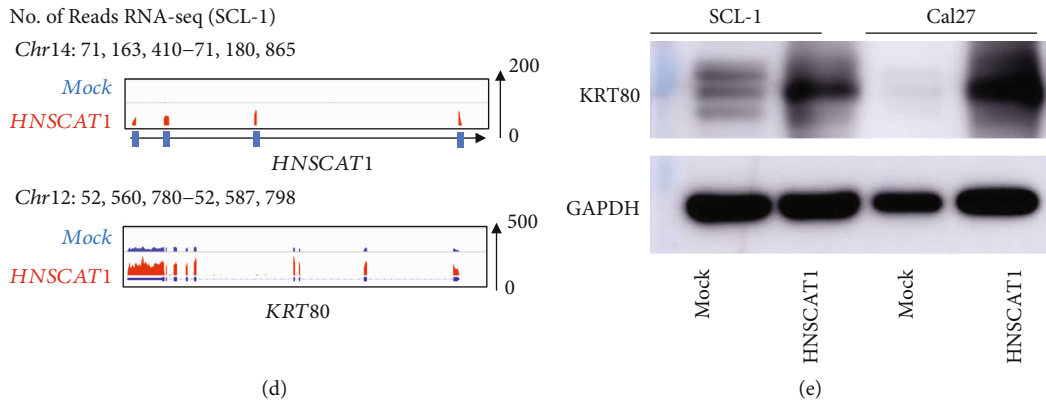 No. of Reads RNA-seq (SCL-1)
Chr14: 71, 163, 410–71, 180, 865
200
Mock
HNSCAT1
0
HNSCAT1
Chr12: 52, 560, 780–52, 587, 798
500
Mock
HNSCAT1
0
KRT80
(d)
SCL-1 Cal27
KRT80
GAPDH
Mock
HNSCAT1
Mock
HNSCAT1
(e)